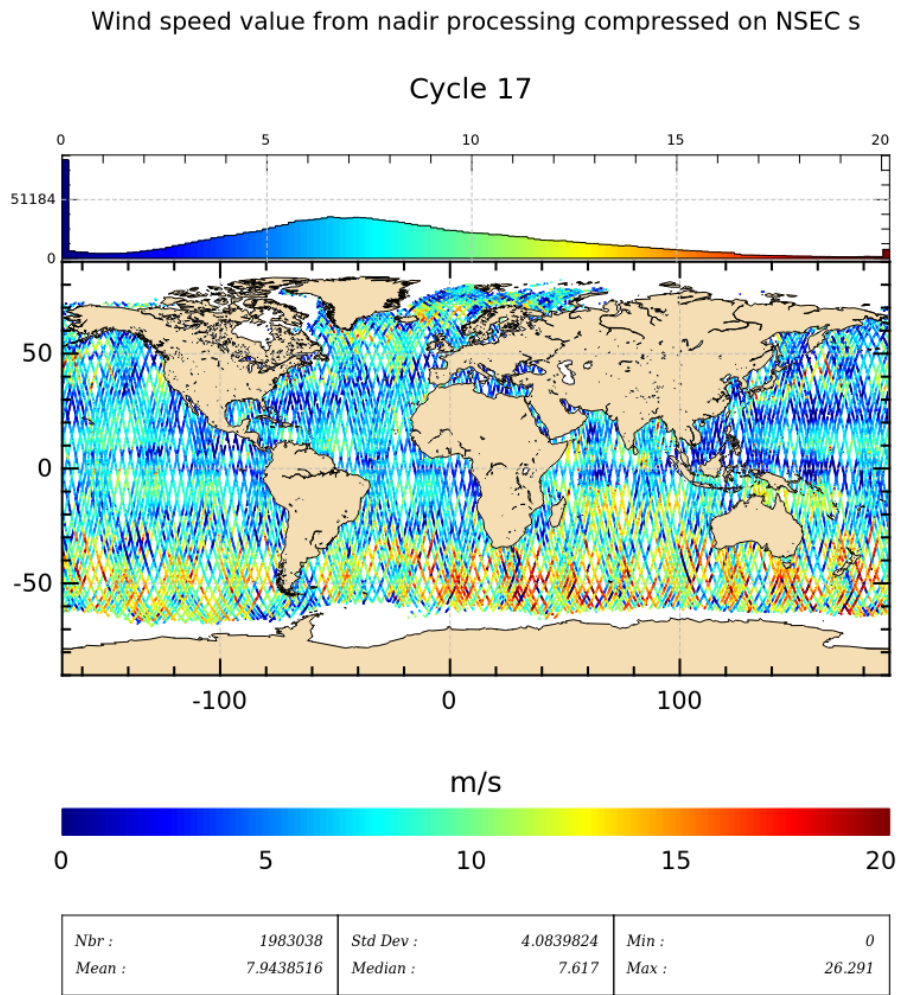 Wind speed value from nadir processing compressed on NSEC s
Cycle 17
0 5 10 15 20
51184
0
50
0
-50
-100 0 100
m/s
0 5 10 15 20
Nbr : 1983038 Std Dev : 4.0839824 Min : 0
Mean : 7.9438516 Median : 7.617 Max : 26.291